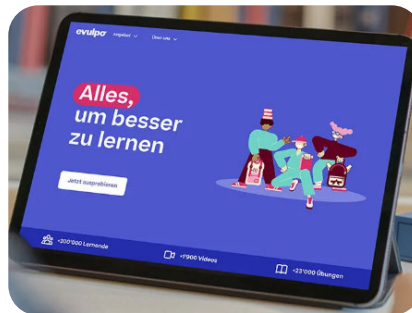 evulpo Angebot Über uns
Alles,
um besser
zu lernen
Jetzt ausprobieren
+200'000 Lernende
+1'900 Videos
+23'000 Übungen